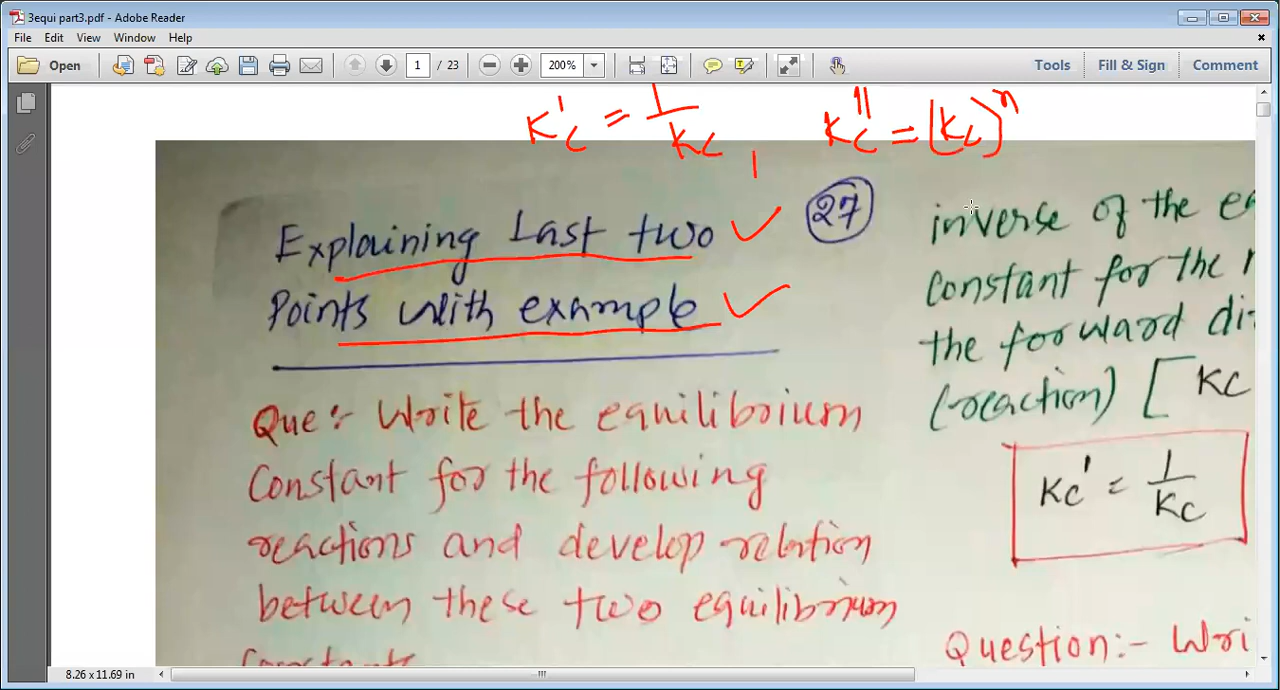 3equi part3.pdf - Adobe Reader
File Edit View Window Help
Open 1 / 23 200% Tools Fill & Sign Comment
Kc' = 1/Kc Kc'' = (Kc)^n
Explaining Last two
Points with example
27
Que:- Write the equilibrium
Constant for the following
reactions and develop relation
between these two equilibrium
inverse of the
constant for the
the forward
(reaction) [ Kc
Kc' = 1/Kc
Question:-
8.26 x 11.69 in